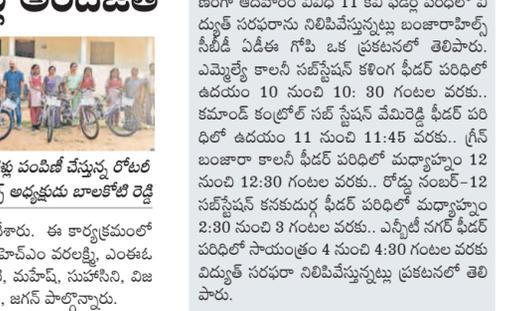 అందజేత
ళ్లు పంపిణీ చేస్తున్న రోటరీ
అధ్యక్షుడు బాలకోటి రెడ్డి
శారు. ఈ కార్యక్రమంలో
హెచ్ఎం వరలక్ష్మి, ఎంఈఓ
మహేష్, సుహాసిని, విజ
, జగన్ పాల్గొన్నారు.
ణంగా ఆదివారం వివిధ 11 కేవీ ఫీడర్ల పరిధిలో వి
ద్యుత్ సరఫరాను నిలిపివేస్తున్నట్లు బంజారాహిల్స్
సీబీడీ ఏడీఈ గోపి ఒక ప్రకటనలో తెలిపారు.
ఎమ్మెల్యే కాలనీ సబ్‌స్టేషన్ కళింగ ఫీడర్ పరిధిలో
ఉదయం 10 నుంచి 10: 30 గంటల వరకు..
కమాండ్ కంట్రోల్ సబ్ స్టేషన్ వేమిరెడ్డి ఫీడర్ పరి
ధిలో ఉదయం 11 నుంచి 11:45 వరకు.. గ్రీన్
బంజారా కాలనీ ఫీడర్ పరిధిలో మధ్యాహ్నం 12
నుంచి 12:30 గంటల వరకు.. రోడ్డు నంబర్-12
సబ్‌స్టేషన్ కనకదుర్గ ఫీడర్ పరిధిలో మధ్యాహ్నం
2:30 నుంచి 3 గంటల వరకు.. ఎన్బీటీ నగర్ ఫీడర్
పరిధిలో సాయంత్రం 4 నుంచి 4:30 గంటల వరకు
విద్యుత్ సరఫరా నిలిపివేస్తున్నట్లు ప్రకటనలో తెలి
పారు.